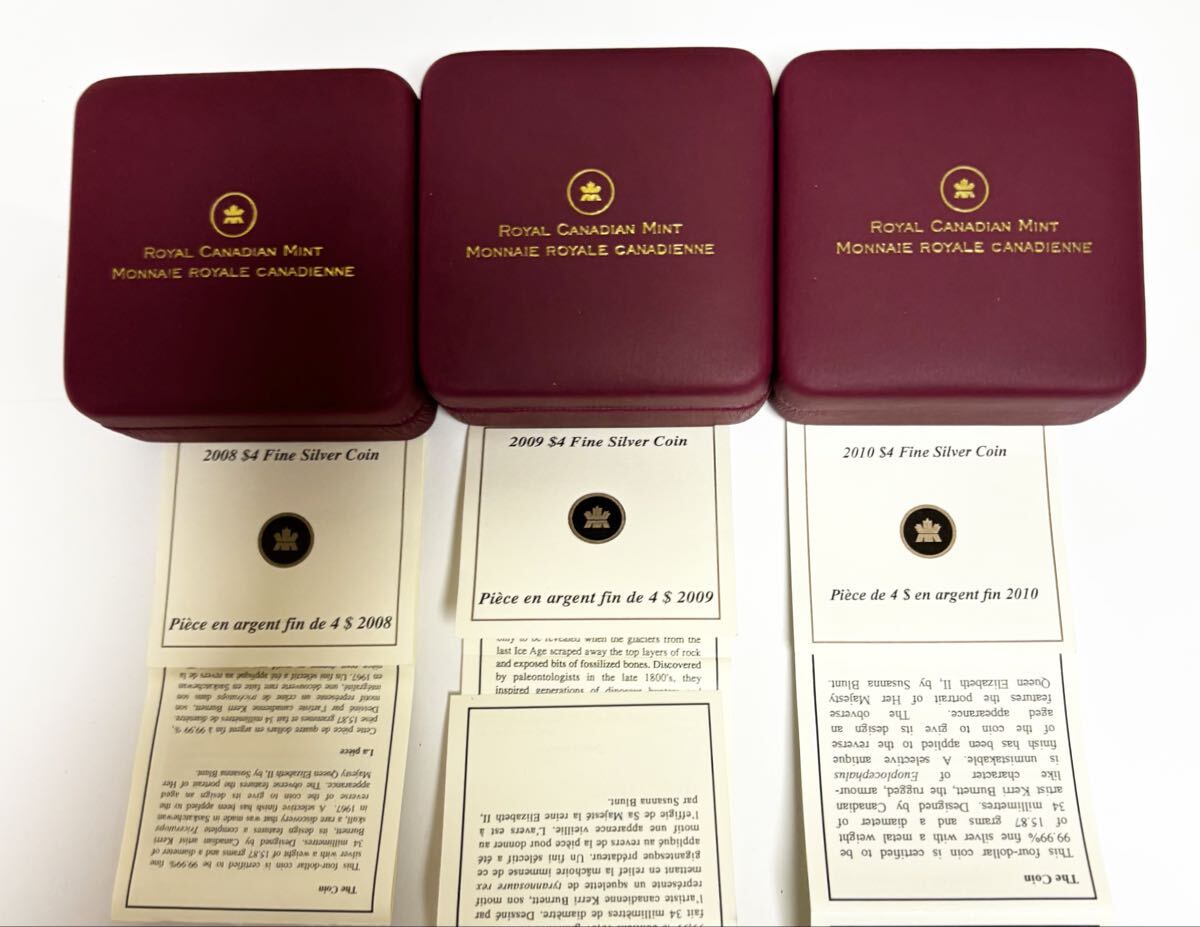 ROYAL CANADIAN MINT
MONNAIE ROYALE CANADIENNE
ROYAL CANADIAN MINT
MONNAIE ROYALE CANADIENNE
ROYAL CANADIAN MINT
MONNAIE ROYALE CANADIENNE
2008 $4 Fine Silver Coin
Pièce en argent fin de 4 $ 2008
2009 $4 Fine Silver Coin
Pièce en argent fin de 4 $ 2009
2010 $4 Fine Silver Coin
Pièce de 4 $ en argent fin 2010
The Coin
This four-dollar coin is certified to be 99.99% fine
silver with a weight of 15.87 grams and a diameter of
34 millimetres. Designed by Canadian artist Kerri
Burnett, its design features a complete Triceratops
skull, a rare discovery that was made in Saskatchewan
in 1967. A selective finish has been applied to the
reverse of the coin to give its design an aged
appearance. The obverse features the portrait of Her
Majesty Queen Elizabeth II, by Susanna Blunt.
La pièce
Cette pièce de quatre dollars en argent fin à 99,99 %,
pèse 15,87 grammes et fait 34 millimètres de diamètre.
Dessiné par l'artiste canadienne Kerri Burnett, son
motif représente un crâne de tricératops dans son
intégralité, une découverte rare faite en Saskatchewan
en 1967. Un fini sélectif a été appliqué au revers de la
only to be revealed when the glaciers from the
last Ice Age scraped away the top layers of rock
and exposed bits of fossilized bones. Discovered
by paleontologists in the late 1800's, they
inspired generations of dinosaur
fait 34 millimètres de diamètre. Dessiné par
l'artiste canadienne Kerri Burnett, son motif
représente un squelette de tyrannosaure rex
mettant en relief la mâchoire immense de ce
gigantesque prédateur. Un fini sélectif a été
appliqué au revers de la pièce pour donner au
motif une apparence vieillie. L'avers est à
l'effigie de Sa Majesté la reine Elizabeth II,
par Susanna Blunt.
The Coin
This four-dollar coin is certified to be
99.99% fine silver with a metal weight
of 15.87 grams and a diameter of
34 millimetres. Designed by Canadian
artist Kerri Burnett, the rugged, armour-
like character of Euoplocephalus
is unmistakable. A selective antique
finish has been applied to the reverse
of the coin to give its design an
aged appearance. The obverse
features the portrait of Her Majesty
Queen Elizabeth II, by Susanna Blunt.